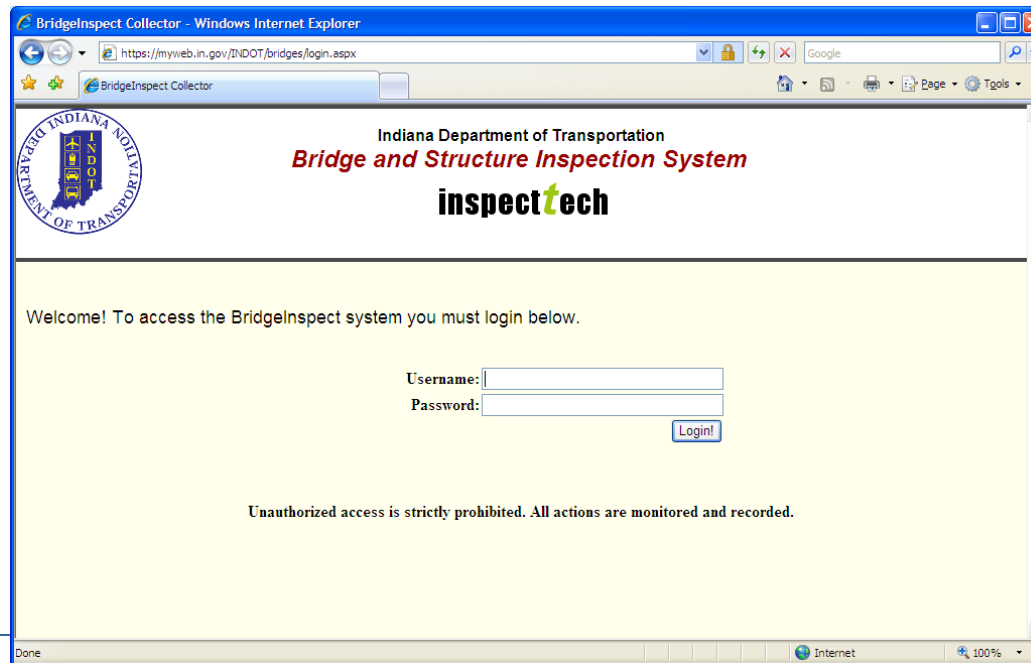 BridgeInspect Collector - Windows Internet Explorer
https://myweb.in.gov/INDOT/bridges/login.aspx
Google
BridgeInspect Collector
Page
Tools
INDIANA
DEPARTMENT OF TRANSPORTATION
INDOT
Indiana Department of Transportation
Bridge and Structure Inspection System
inspecttech
Welcome! To access the BridgeInspect system you must login below.
Username:
Password:
Login!
Unauthorized access is strictly prohibited. All actions are monitored and recorded.
Done
Internet
100%